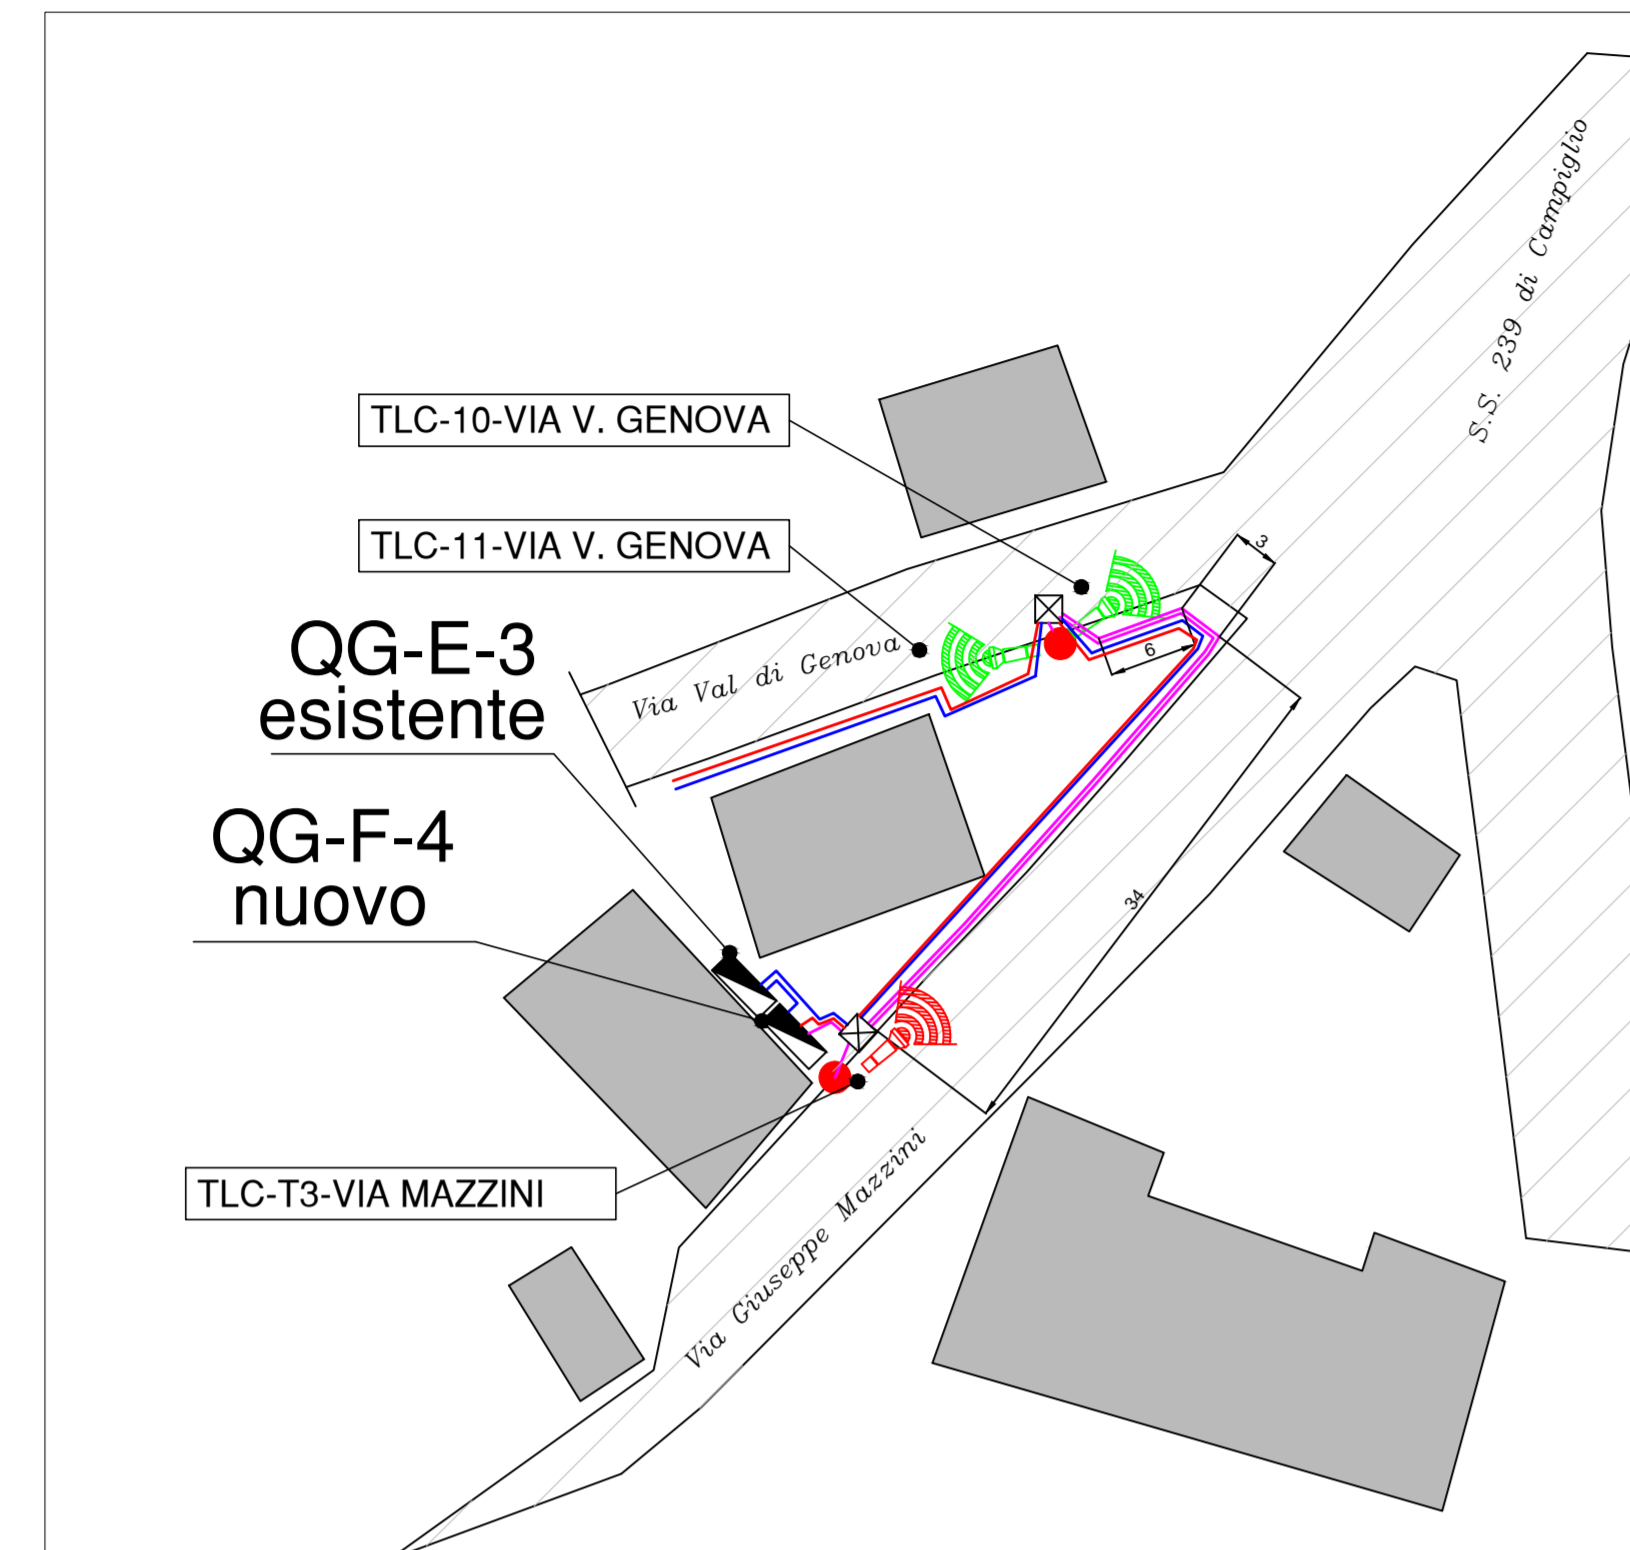 S.S. 239 di Campiglio
TLC-10-VIA V. GENOVA
TLC-11-VIA V. GENOVA
3
Via Val di Genova
6
QG-E-3
esistente
QG-F-4
nuovo
34
TLC-T3-VIA MAZZINI
Via Giuseppe Mazzini